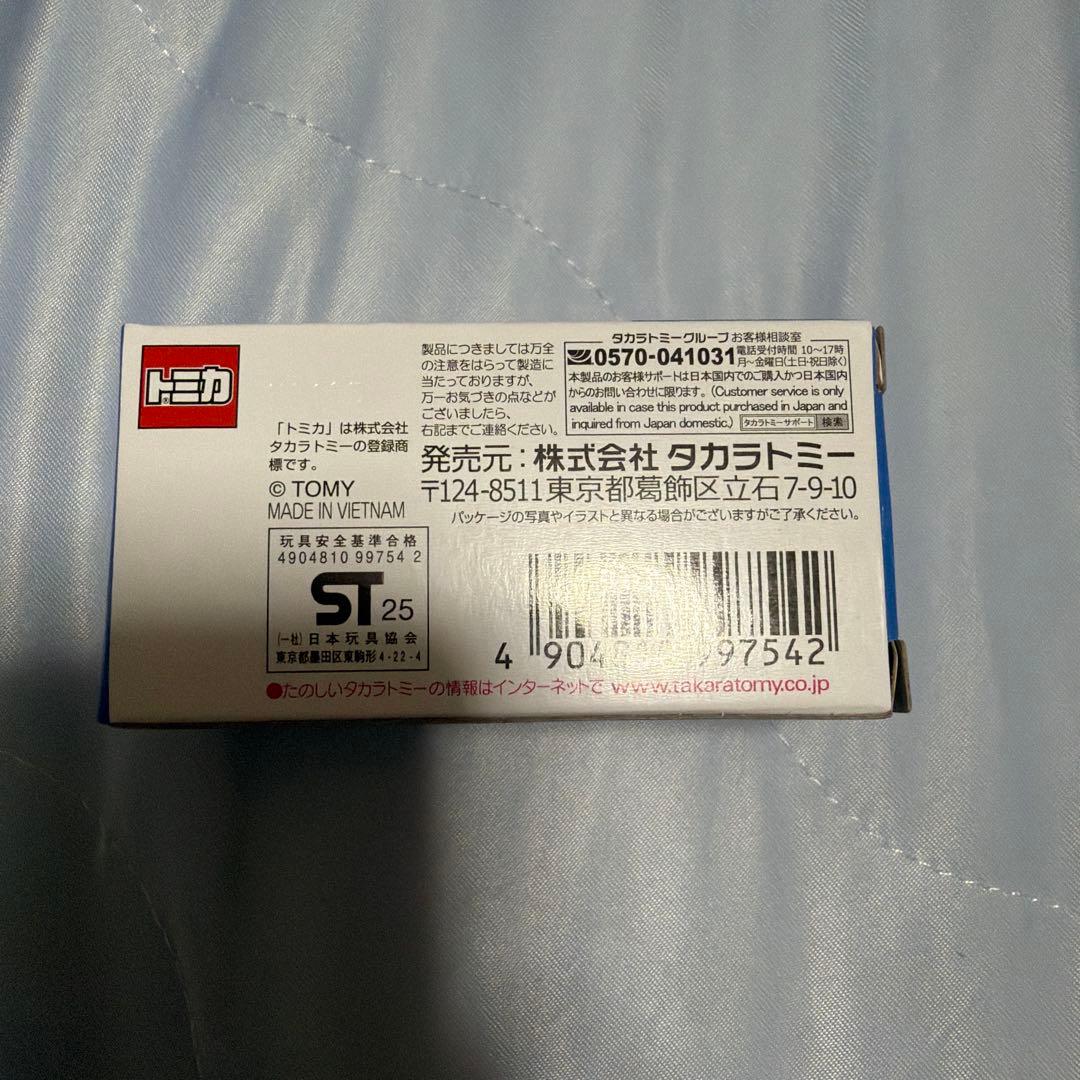 トミカ
「トミカ」は株式会社
タカラトミーの登録商
標です。
© TOMY
MADE IN VIETNAM
製品につきましては万全
の注意をはらって製造に
当たっておりますが、
万一お気づきの点などが
ございましたら、
右記までご連絡ください。
タカラトミーグループお客様相談室
0570-041031 電話受付時間 10〜17時
月〜金曜日(土日・祝日除く)
本製品のお客様サポートは日本国内でのご購入かつ日本国内
からのお問い合わせに限ります。(Customer service is only
available in case this product purchased in Japan and
inquired from Japan domestic.) タカラトミーサポート 検索
発売元:株式会社 タカラトミー
〒124-8511東京都葛飾区立石7-9-10
パッケージの写真やイラストと異なる場合がございますがご了承ください。
玩具安全基準合格
4904810 99754 2
ST 25
(一社)日本玩具協会
東京都墨田区東駒形4-22-4
4 904 997542
●たのしいタカラトミーの情報はインターネットで www.takaratomy.co.jp